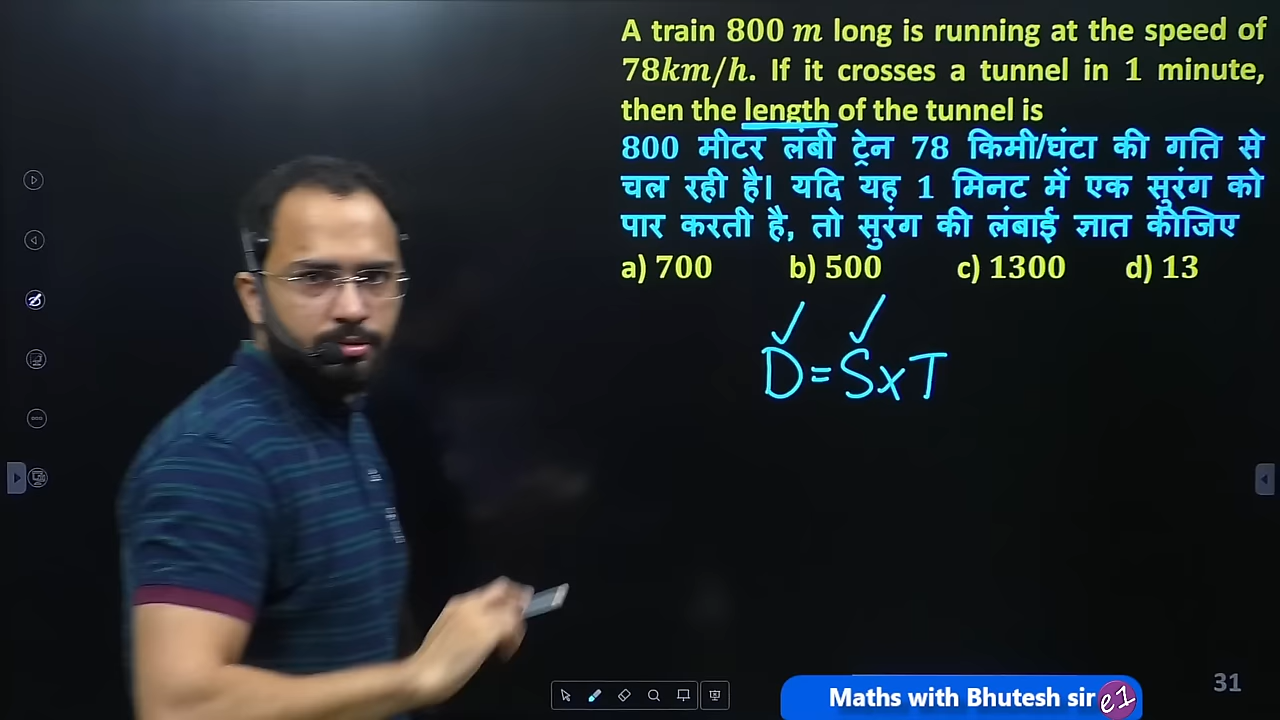 A train 800 m long is running at the speed of
78km/h. If it crosses a tunnel in 1 minute,
then the length of the tunnel is
800 मीटर लंबी ट्रेन 78 किमी/घंटा की गति से
चल रही है। यदि यह 1 मिनट में एक सुरंग को
पार करती है, तो सुरंग की लंबाई ज्ञात कीजिए
a) 700 b) 500 c) 1300 d) 13
D=SxT
31
Maths with Bhutesh sir e1